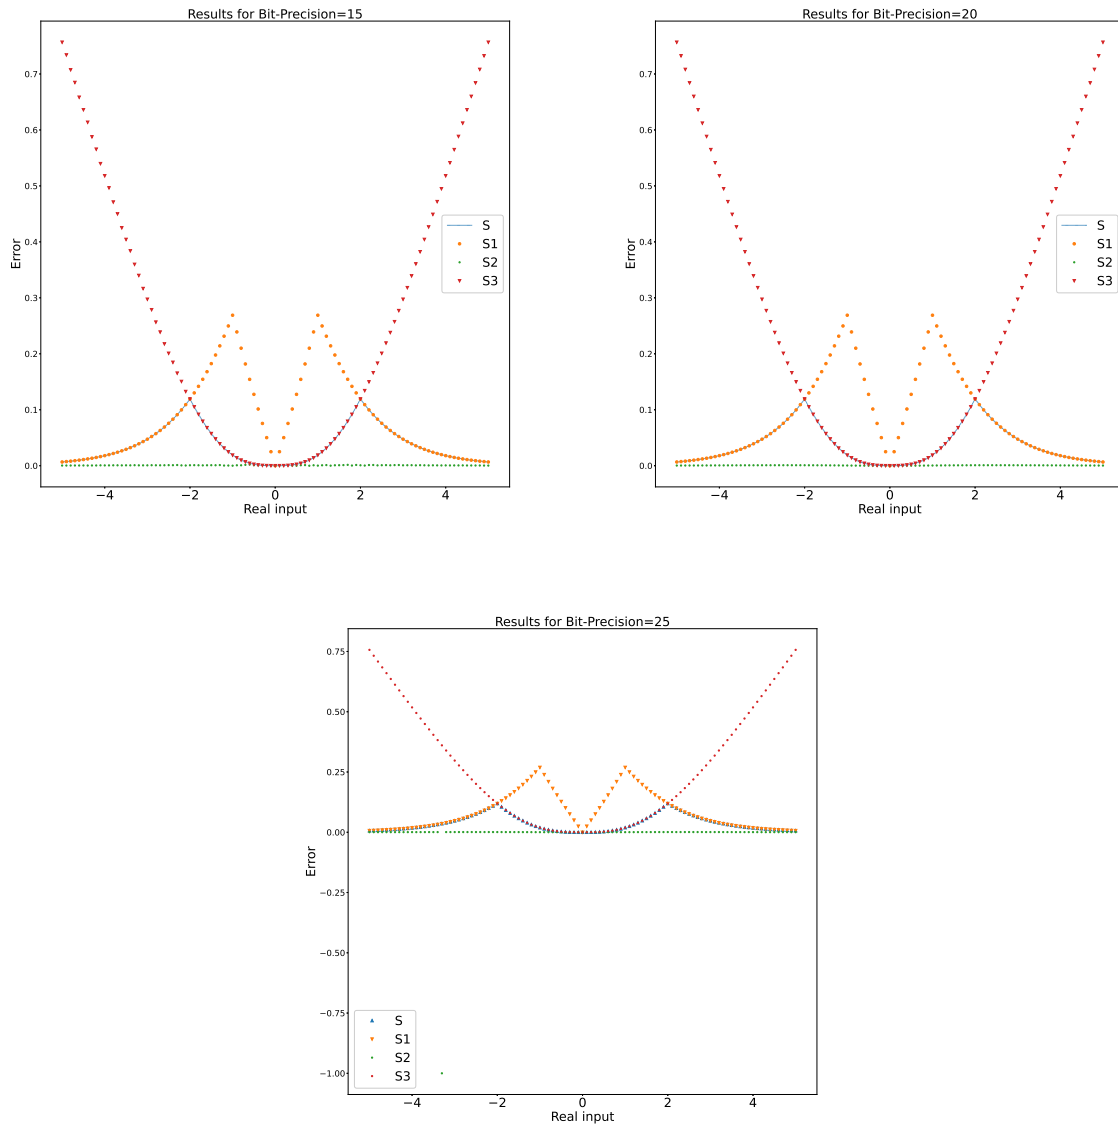 Results for Bit-Precision=15
0.7
0.6
0.5
0.4
0.3
0.2
0.1
0.0
Error
S
S1
S2
S3
−4 −2 0 2 4
Real input
Results for Bit-Precision=20
0.7
0.6
0.5
0.4
0.3
0.2
0.1
0.0
Error
S
S1
S2
S3
−4 −2 0 2 4
Real input
Results for Bit-Precision=25
0.75
0.50
0.25
0.00
−0.25
−0.50
−0.75
−1.00
Error
S
S1
S2
S3
−4 −2 0 2 4
Real input